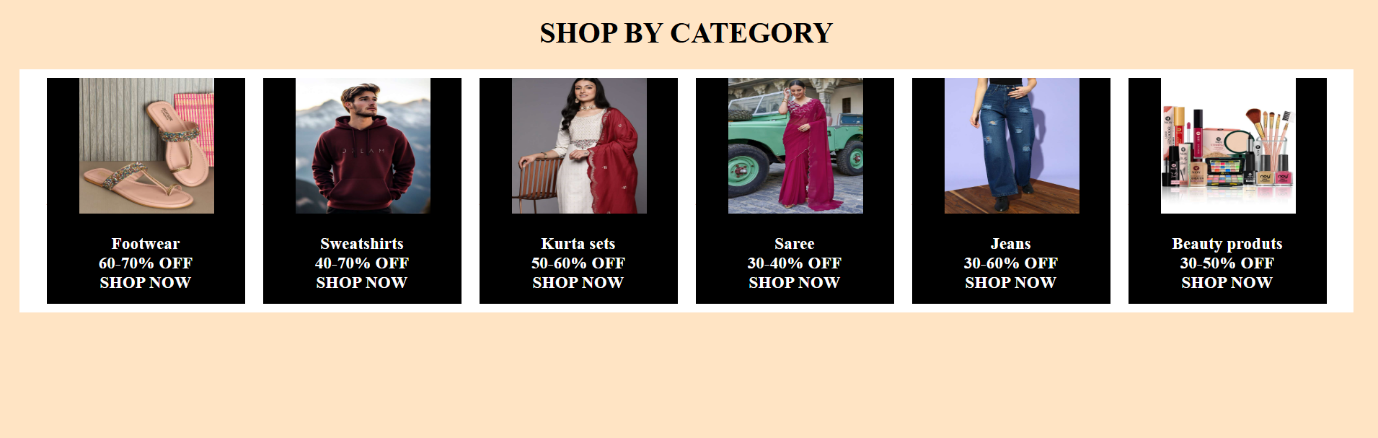 SHOP BY CATEGORY
Footwear
60-70% OFF
SHOP NOW
Sweatshirts
40-70% OFF
SHOP NOW
Kurta sets
50-60% OFF
SHOP NOW
Saree
30-40% OFF
SHOP NOW
Jeans
30-60% OFF
SHOP NOW
Beauty produts
30-50% OFF
SHOP NOW